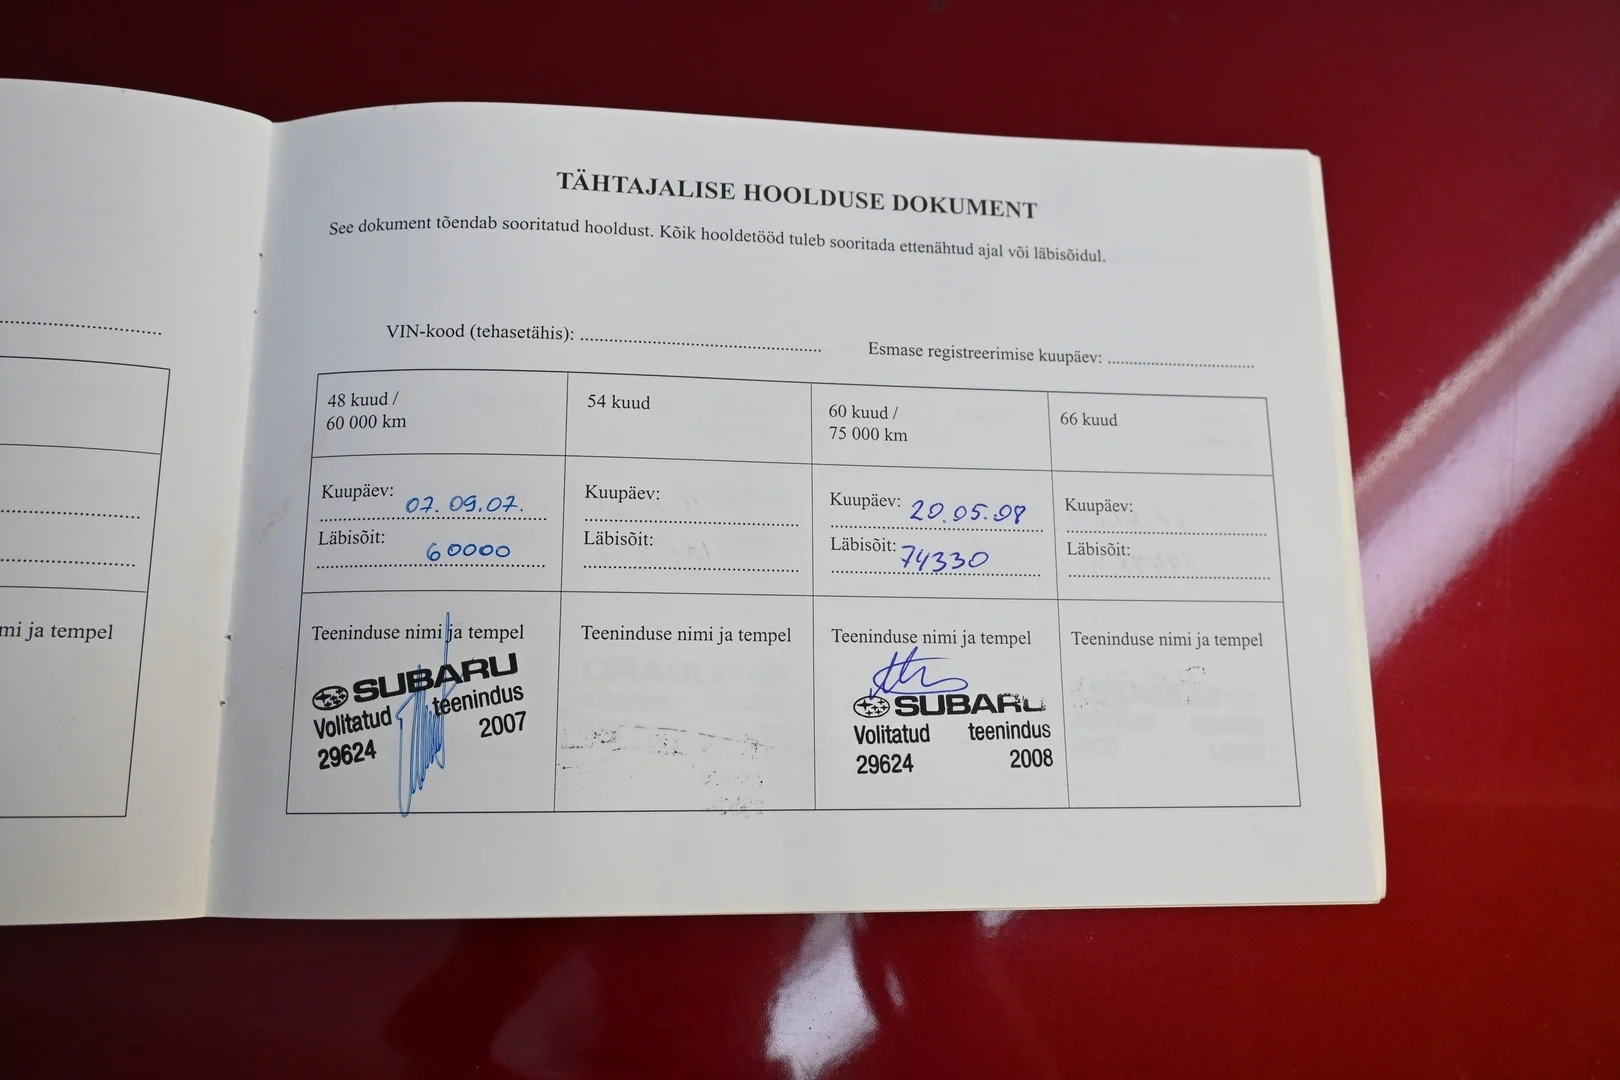 mi ja tempel
TÄHTAJALISE HOOLDUSE DOKUMENT
See dokument tõendab sooritatud hooldust. Kõik hooldetööd tuleb sooritada ettenähtud ajal või läbisõidul.
VIN-kood (tehasetähis): ........................................................
Esmase registreerimise kuupäev: ..................................
48 kuud /
60 000 km
54 kuud
60 kuud /
75 000 km
66 kuud
Kuupäev: 07.09.07.
Läbisõit: 60000
Kuupäev:
Läbisõit:
Kuupäev: 20.05.08
Läbisõit: 74330
Kuupäev:
Läbisõit:
Teeninduse nimi ja tempel
SUBARU
Volitatud teenindus
29624 2007
Teeninduse nimi ja tempel
Teeninduse nimi ja tempel
SUBARU
Volitatud teenindus
29624 2008
Teeninduse nimi ja tempel